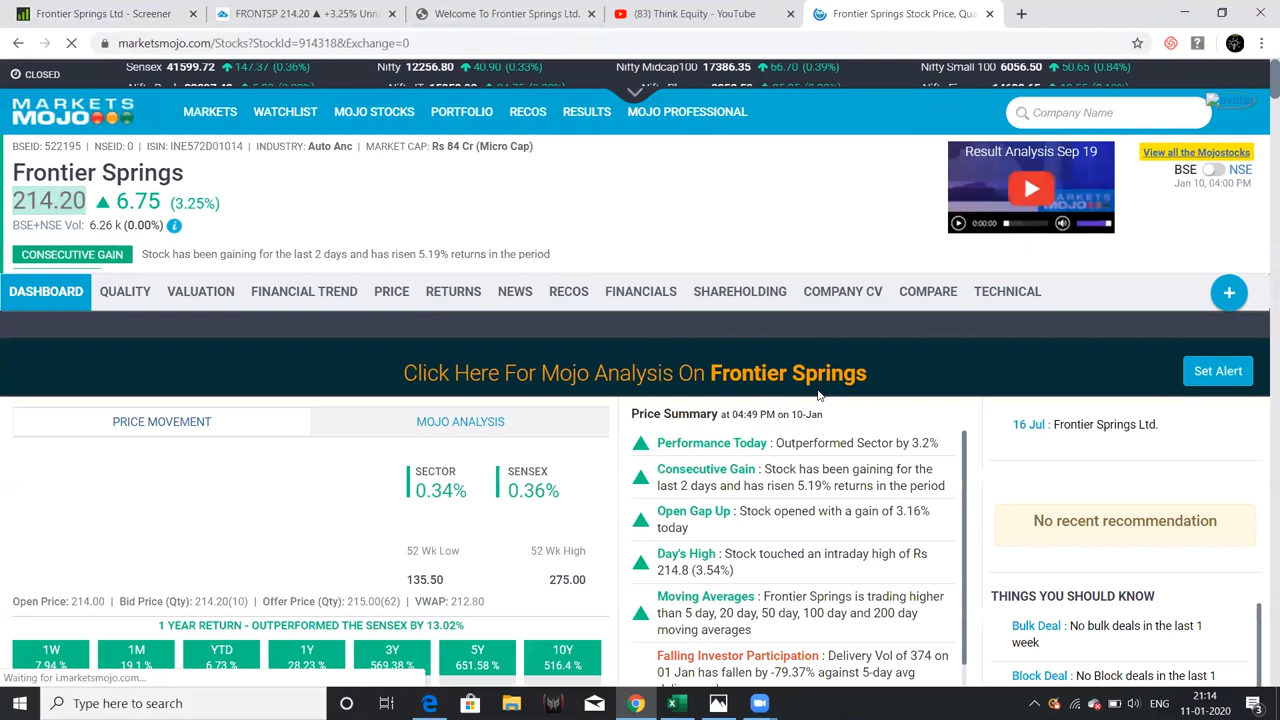 Frontier Springs Ltd - Screener
FRONTSP 214.20 ▲ +3.25% Unn
Welcome To Frontier Springs Ltd.
(83) Think Equity - YouTube
Frontier Springs Stock Price, Qua
marketsmojo.com/Stocks?StockId=914318&Exchange=0
CLOSED
Sensex 41599.72 147.37 (0.36%)
Nifty 12256.80 40.90 (0.33%)
Nifty Midcap100 17386.35 66.70 (0.39%)
Nifty Small 100 6056.50 50.65 (0.84%)
MARKETS MOJO
MARKETS WATCHLIST MOJO STOCKS PORTFOLIO RECOS RESULTS MOJO PROFESSIONAL
Company Name
avatar
BSEID: 522195 NSEID: 0 ISIN: INE572D01014 INDUSTRY: Auto Anc MARKET CAP: Rs 84 Cr (Micro Cap)
Frontier Springs
214.20 ▲ 6.75 (3.25%)
BSE+NSE Vol: 6.26 k (0.00%) i
Result Analysis Sep 19
0:00:00
View all the Mojostocks
BSE NSE
Jan 10, 04:00 PM
CONSECUTIVE GAIN Stock has been gaining for the last 2 days and has risen 5.19% returns in the period
DASHBOARD QUALITY VALUATION FINANCIAL TREND PRICE RETURNS NEWS RECOS FINANCIALS SHAREHOLDING COMPANY CV COMPARE TECHNICAL
Click Here For Mojo Analysis On Frontier Springs
Set Alert
PRICE MOVEMENT MOJO ANALYSIS
SECTOR SENSEX
0.34% 0.36%
52 Wk Low 52 Wk High
135.50 275.00
Open Price: 214.00 Bid Price (Qty): 214.20(10) Offer Price (Qty): 215.00(62) VWAP: 212.80
1 YEAR RETURN - OUTPERFORMED THE SENSEX BY 13.02%
1W 1M YTD 1Y 3Y 5Y 10Y
7.94 % 19.1 % 6.73 % 28.23 % 569.38 % 651.58 % 516.4 %
Price Summary at 04:49 PM on 10-Jan
Performance Today : Outperformed Sector by 3.2%
Consecutive Gain : Stock has been gaining for the
last 2 days and has risen 5.19% returns in the period
Open Gap Up : Stock opened with a gain of 3.16%
today
Day's High : Stock touched an intraday high of Rs
214.8 (3.54%)
Moving Averages : Frontier Springs is trading higher
than 5 day, 20 day, 50 day, 100 day and 200 day
moving averages
Falling Investor Participation : Delivery Vol of 374 on
01 Jan has fallen by -79.37% against 5-day avg
16 Jul : Frontier Springs Ltd.
No recent recommendation
THINGS YOU SHOULD KNOW
Bulk Deal : No bulk deals in the last 1
week
Block Deal : No Block deals in the last 1
Waiting for i.marketsmojo.com...
Type here to search
ENG
21:14
11-01-2020
3